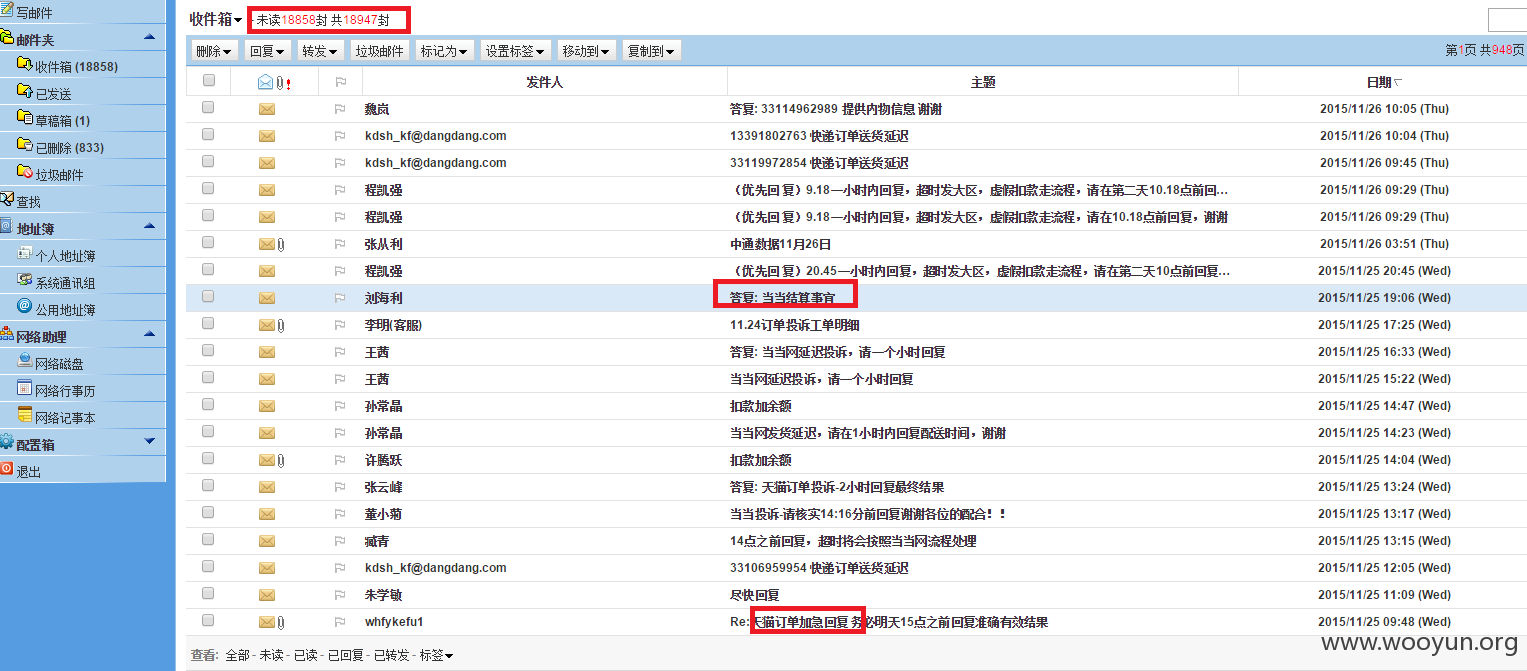 写邮件
邮件夹
收件箱 (18858)
已发送
草稿箱 (1)
已删除 (833)
垃圾邮件
查找
地址簿
个人地址簿
系统通讯组
公用地址簿
网络助理
网络磁盘
网络行事历
网络记事本
配置箱
退出
收件箱 - 未读18858封 共18947封
删除 回复 转发 垃圾邮件 标记为 设置标签 移动到 复制到 第1页 共948页
发件人 主题 日期
魏岚 答复: 33114962989 提供内物信息 谢谢 2015/11/26 10:05 (Thu)
kdsh_kf@dangdang.com 13391802763 快递订单送货延迟 2015/11/26 10:04 (Thu)
kdsh_kf@dangdang.com 33119972854 快递订单送货延迟 2015/11/26 09:45 (Thu)
程凯强 （优先回复）9.18一小时内回复，超时发大区，虚假扣款走流程，请在第二天10.18点前回... 2015/11/26 09:29 (Thu)
程凯强 （优先回复）9.18一小时内回复，超时发大区，虚假扣款走流程，请在10.18点前回复，谢谢 2015/11/26 09:29 (Thu)
张从利 中通数据11月26日 2015/11/26 03:51 (Thu)
程凯强 （优先回复）20.45一小时内回复，超时发大区，虚假扣款走流程，请在第二天10点前回复... 2015/11/25 20:45 (Wed)
刘海利 答复: 当当结算事宜 2015/11/25 19:06 (Wed)
李明(客服) 11.24订单投诉工单明细 2015/11/25 17:25 (Wed)
王茜 答复: 当当网延迟投诉，请一个小时回复 2015/11/25 16:33 (Wed)
王茜 当当网延迟投诉，请一个小时回复 2015/11/25 15:22 (Wed)
孙常晶 扣款加余额 2015/11/25 14:47 (Wed)
孙常晶 当当网发货延迟，请在1小时内回复配送时间，谢谢 2015/11/25 14:23 (Wed)
许腾跃 扣款加余额 2015/11/25 14:04 (Wed)
张云峰 答复: 天猫订单投诉-2小时回复最终结果 2015/11/25 13:24 (Wed)
董小菊 当当投诉-请核实14:16分前回复谢谢各位的配合！！ 2015/11/25 13:17 (Wed)
臧青 14点之前回复，超时将会按照当当网流程处理 2015/11/25 13:15 (Wed)
kdsh_kf@dangdang.com 33106959954 快递订单送货延迟 2015/11/25 12:05 (Wed)
朱学敏 尽快回复 2015/11/25 11:09 (Wed)
whfykefu1 Re:天猫订单加急回复 务必明天15点之前回复准确有效结果 2015/11/25 09:48 (Wed)
查看: 全部 - 未读 - 已读 - 已回复 - 已转发 - 标签
www.wooyun.org